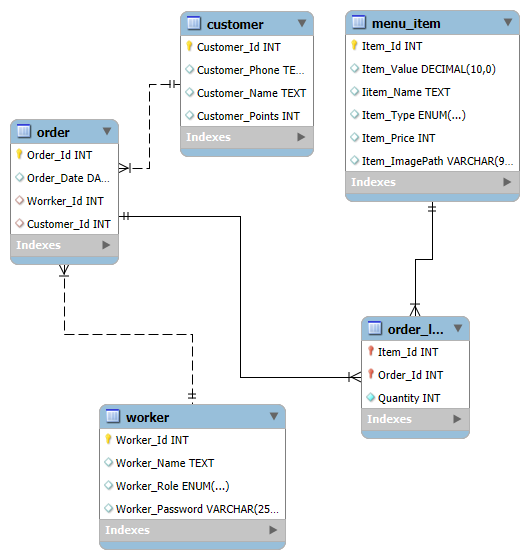 customer
Customer_Id INT
Customer_Phone TE...
Customer_Name TEXT
Customer_Points INT
Indexes
menu_item
Item_Id INT
Item_Value DECIMAL(10,0)
Iitem_Name TEXT
Item_Type ENUM(...)
Item_Price INT
Item_ImagePath VARCHAR(9...
Indexes
order
Order_Id INT
Order_Date DA...
Worrker_Id INT
Customer_Id INT
Indexes
order_l...
Item_Id INT
Order_Id INT
Quantity INT
Indexes
worker
Worker_Id INT
Worker_Name TEXT
Worker_Role ENUM(...)
Worker_Password VARCHAR(25...
Indexes